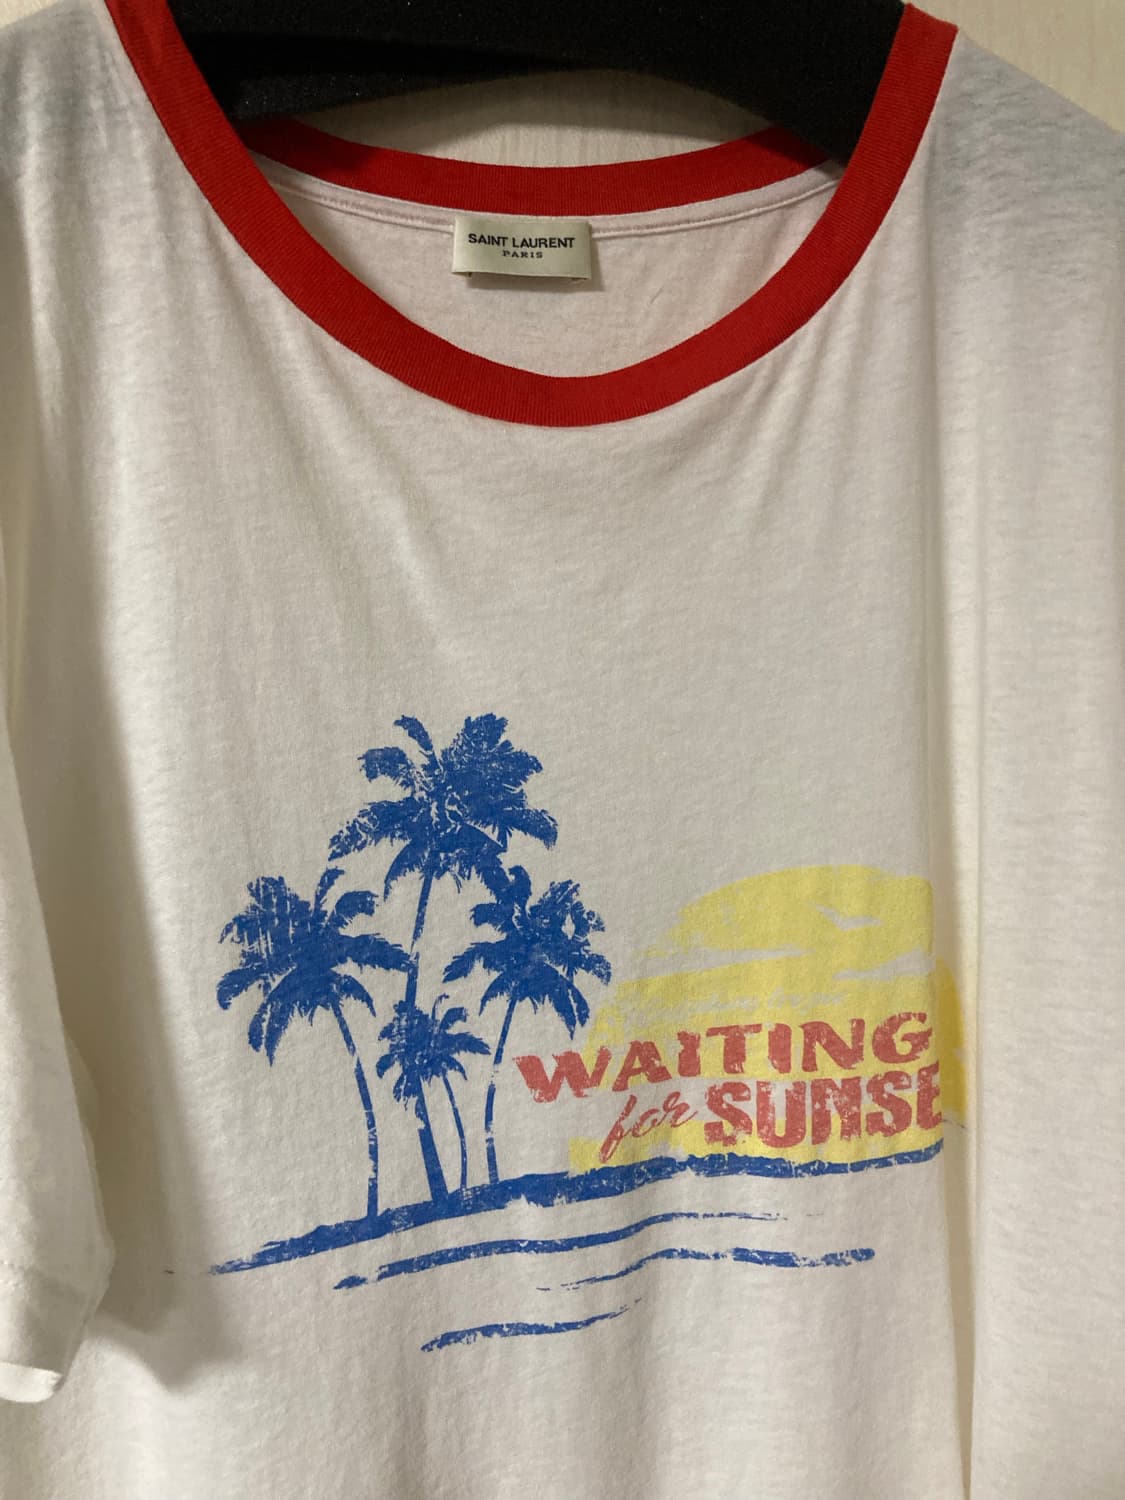 SAINT LAURENT
PARIS
WAITING
for SUNSE